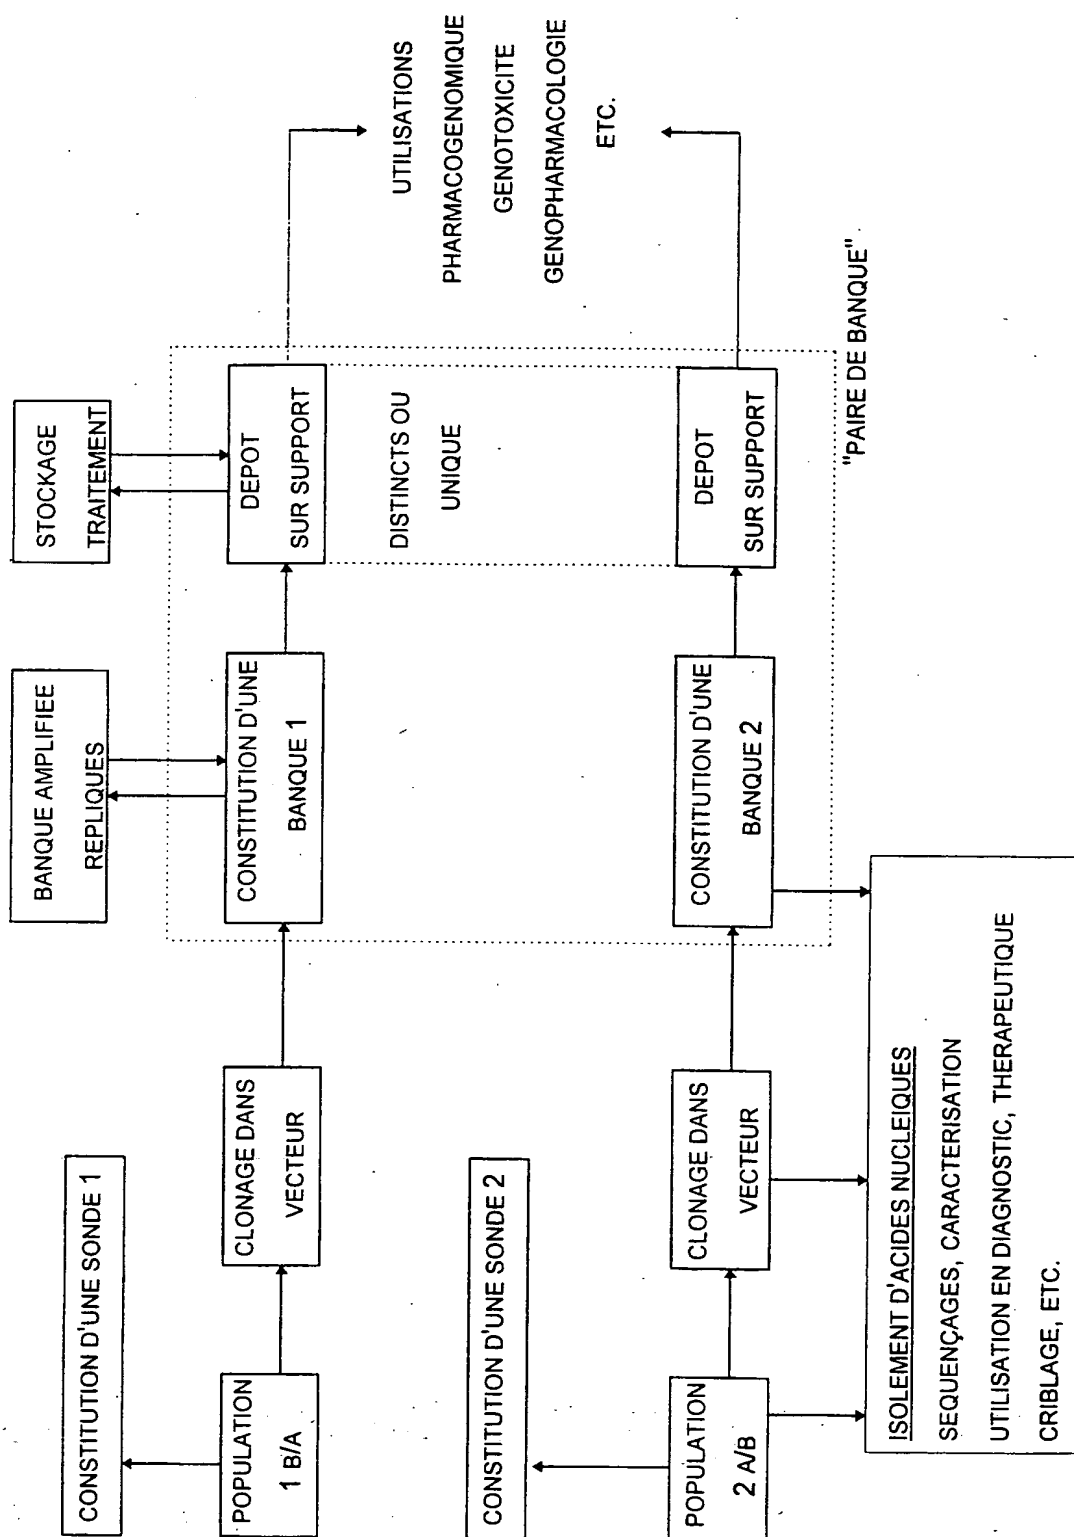 CONSTITUTION D'UNE SONDE 1
POPULATION
1 B/A
CLONAGE DANS
VECTEUR
BANQUE AMPLIFIEE
REPLIQUES
CONSTITUTION D'UNE
BANQUE 1
STOCKAGE
TRAITEMENT
DEPOT
SUR SUPPORT
DISTINCTS OU
UNIQUE
UTILISATIONS
PHARMACOGENOMIQUE
GENOTOXICITE
GENOPHARMACOLOGIE
ETC.
CONSTITUTION D'UNE SONDE 2
POPULATION
2 A/B
CLONAGE DANS
VECTEUR
CONSTITUTION D'UNE
BANQUE 2
DEPOT
SUR SUPPORT
"PAIRE DE BANQUE"
ISOLEMENT D'ACIDES NUCLEIQUES
SEQUENÇAGES, CARACTERISATION
UTILISATION EN DIAGNOSTIC, THERAPEUTIQUE
CRIBLAGE, ETC.